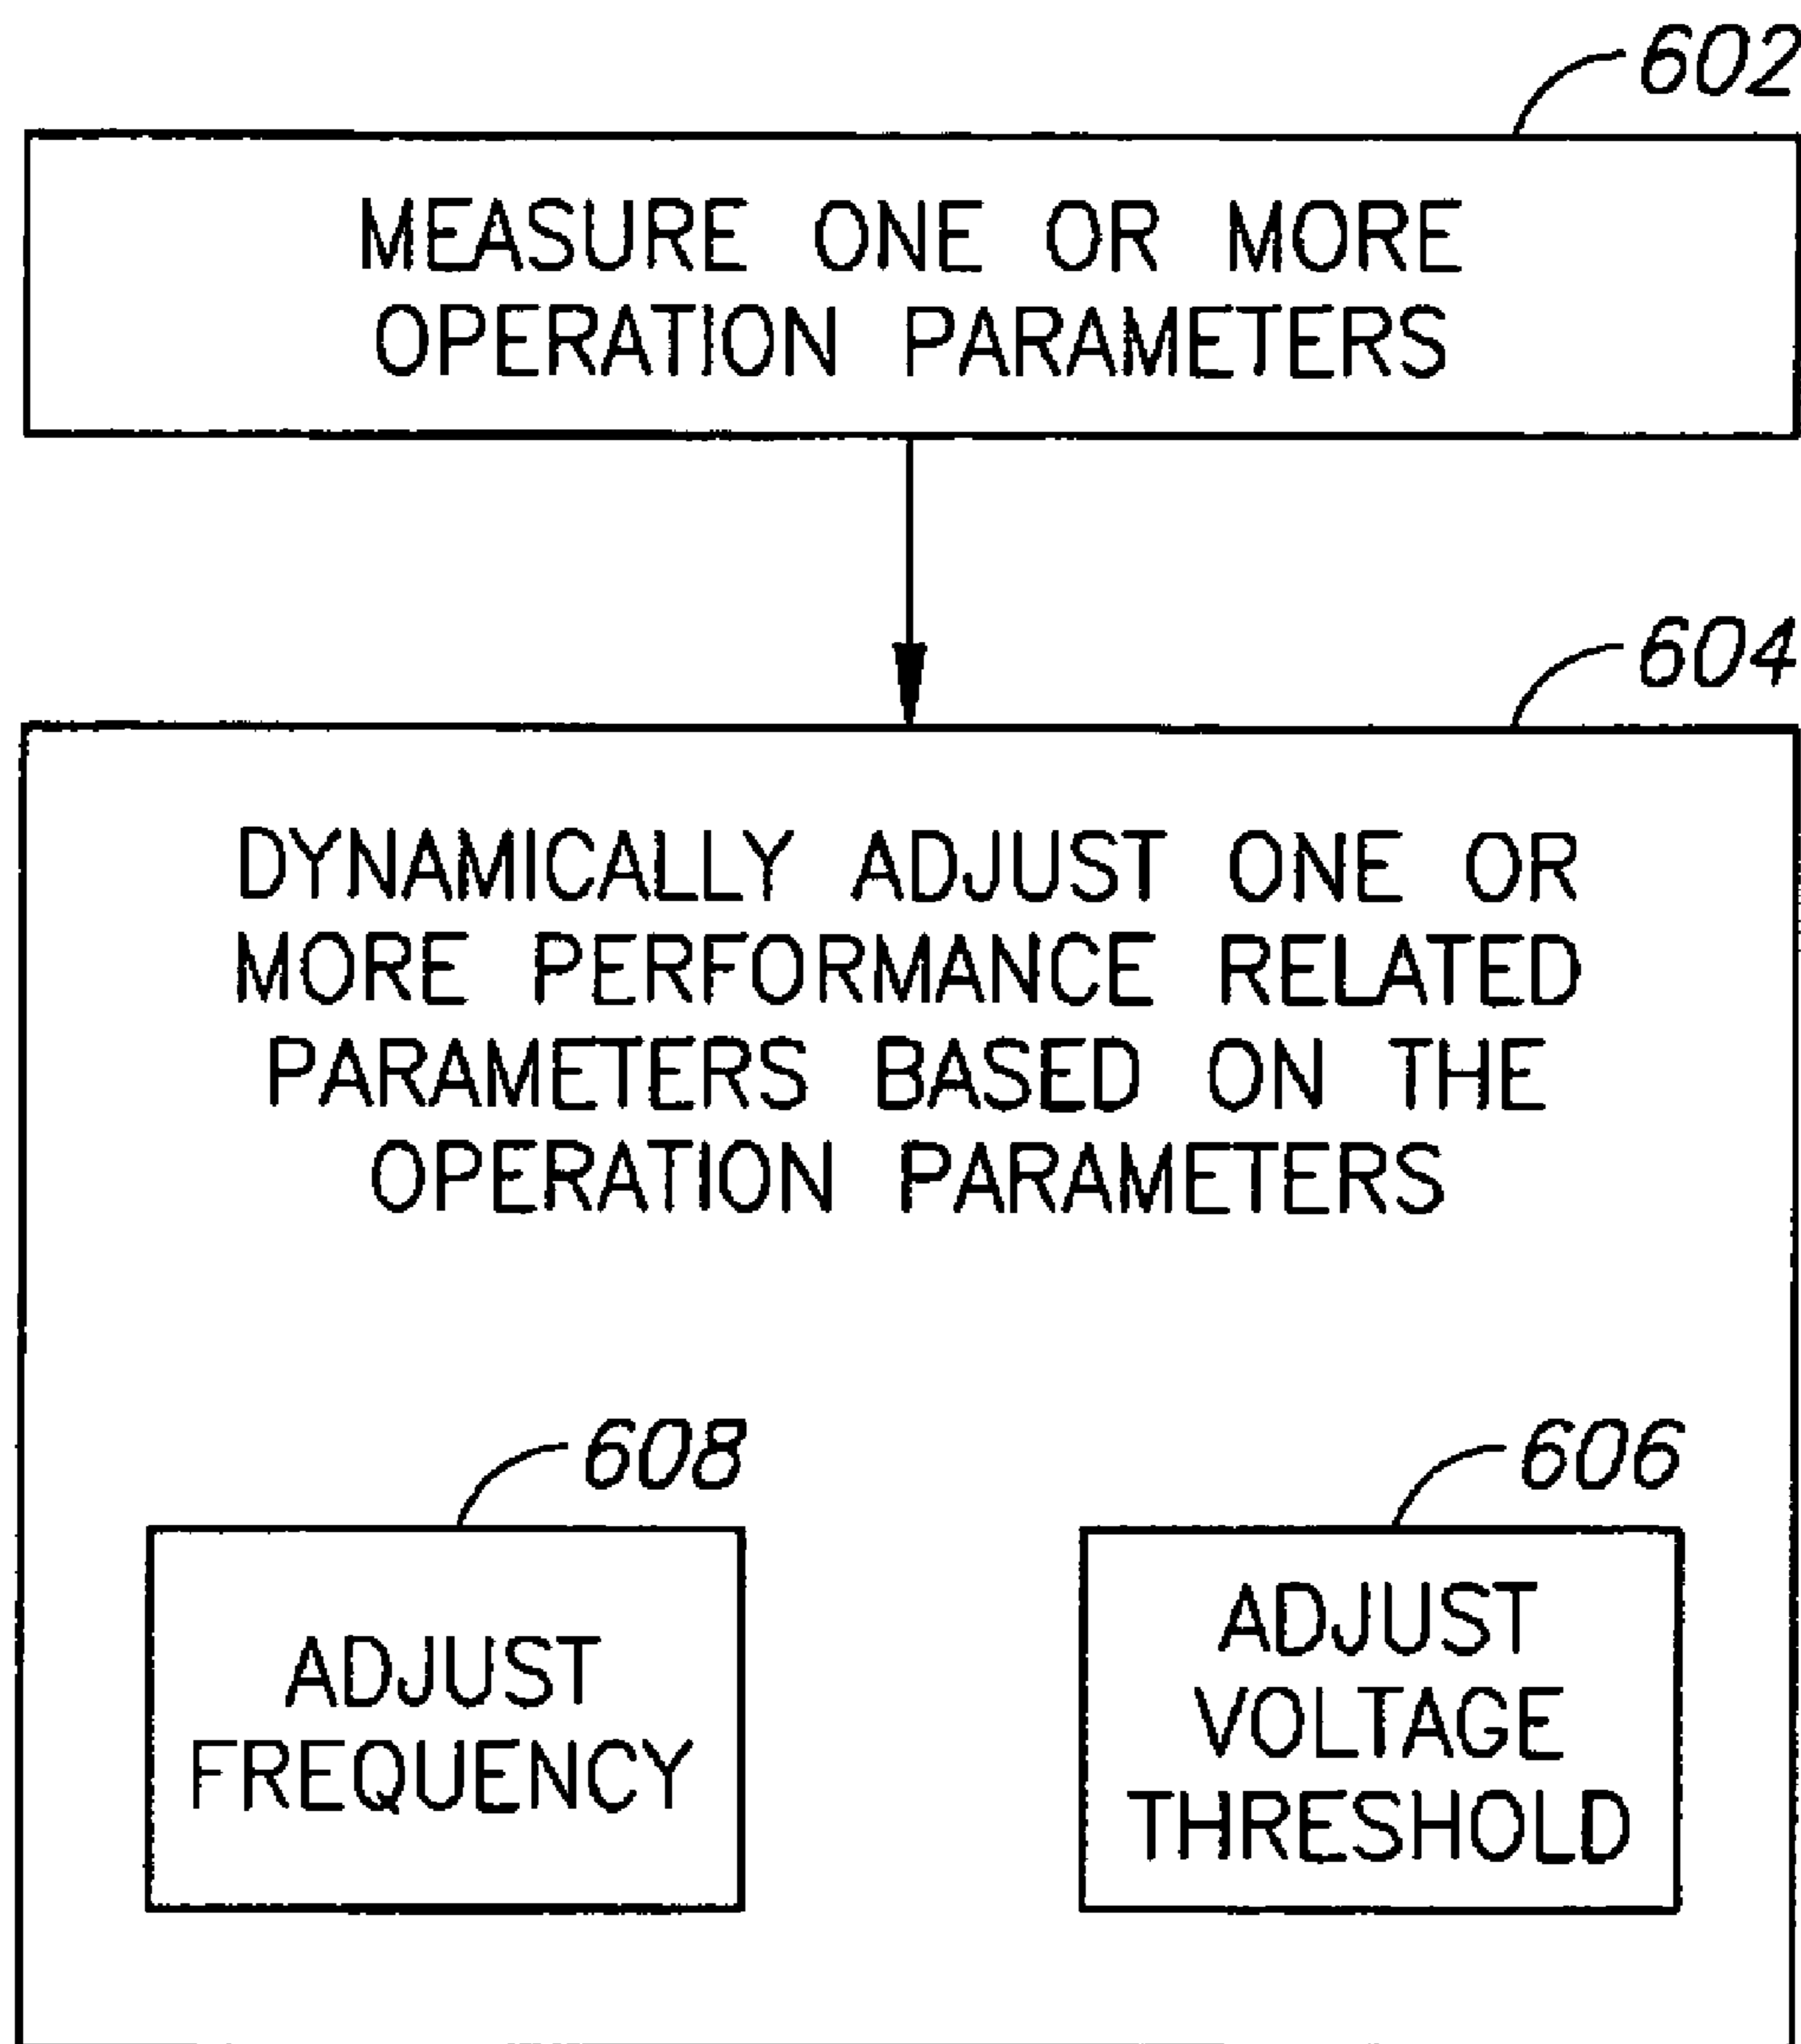 602
MEASURE ONE OR MORE
OPERATION PARAMETERS
604
DYNAMICALLY ADJUST ONE OR
MORE PERFORMANCE RELATED
PARAMETERS BASED ON THE
OPERATION PARAMETERS
608
ADJUST
FREQUENCY
606
ADJUST
VOLTAGE
THRESHOLD